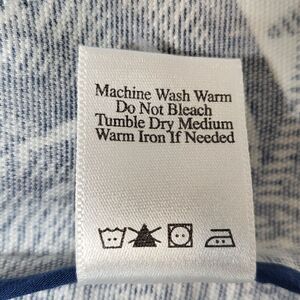 Machine Wash Warm
Do Not Bleach
Tumble Dry Medium
Warm Iron If Needed